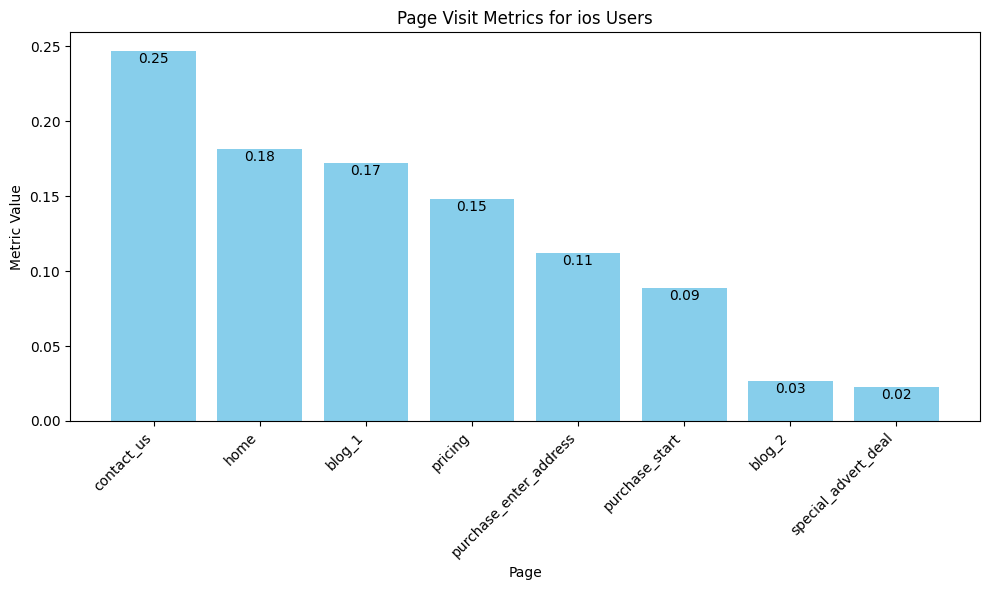 Page Visit Metrics for ios Users
Metric Value
0.25
0.20
0.15
0.10
0.05
0.00
0.25
0.18
0.17
0.15
0.11
0.09
0.03
0.02
contact_us
home
blog_1
pricing
purchase_enter_address
purchase_start
blog_2
special_advert_deal
Page